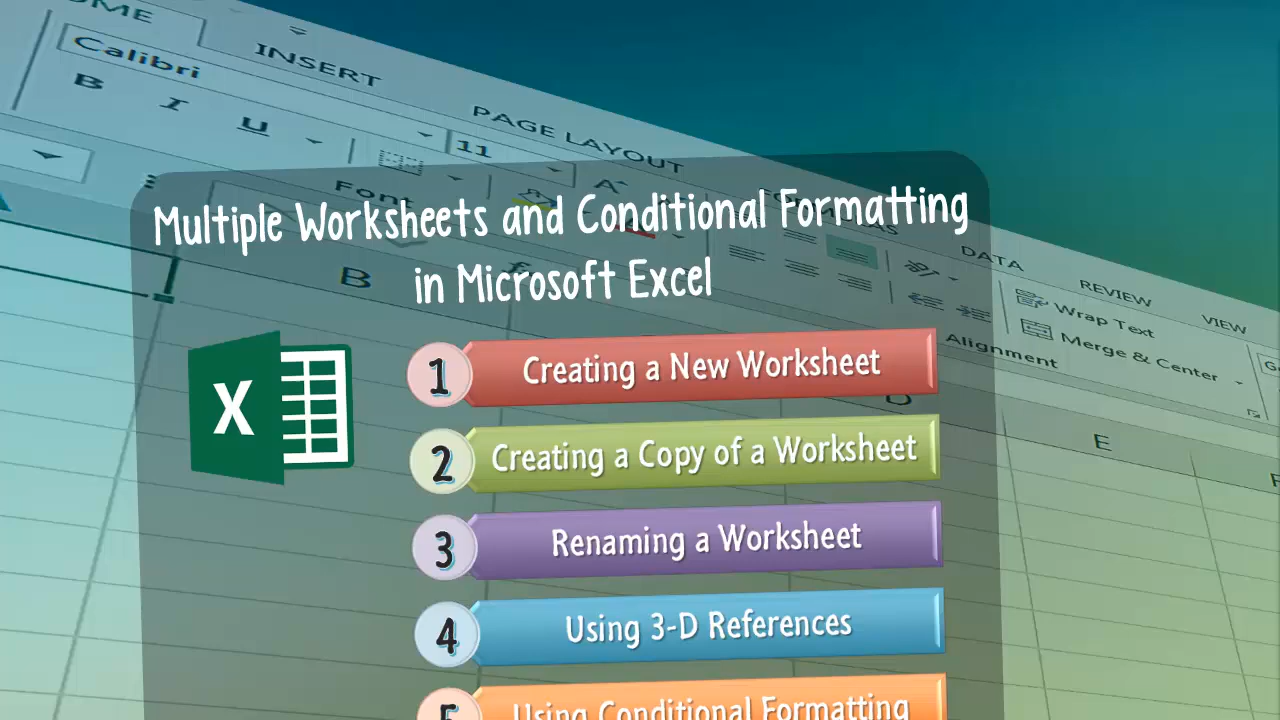 OME
INSERT
PAGE LAYOUT
FORMULAS
DATA
REVIEW
VIEW
Calibri
11
B I U
Font
Wrap Text
Merge & Center
Alignment
B
D
E
F
Multiple Worksheets and Conditional Formatting
in Microsoft Excel
X
1 Creating a New Worksheet
2 Creating a Copy of a Worksheet
3 Renaming a Worksheet
4 Using 3-D References
5 Using Conditional Formatting